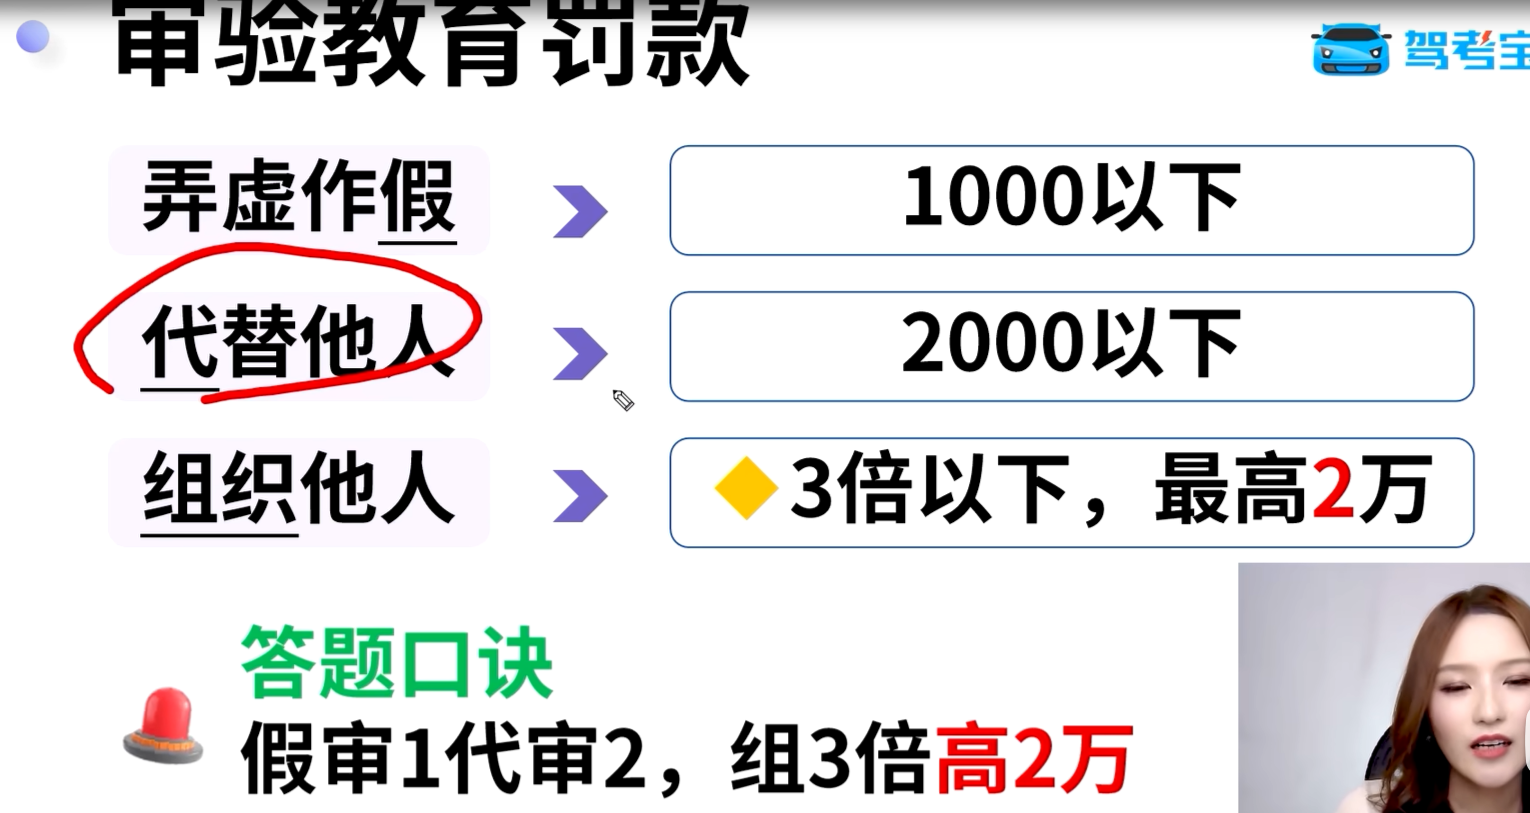 审验教育罚款
驾考宝
弄虚作假
1000以下
代替他人
2000以下
组织他人
3倍以下，最高2万
答题口诀
假审1代审2，组3倍高2万